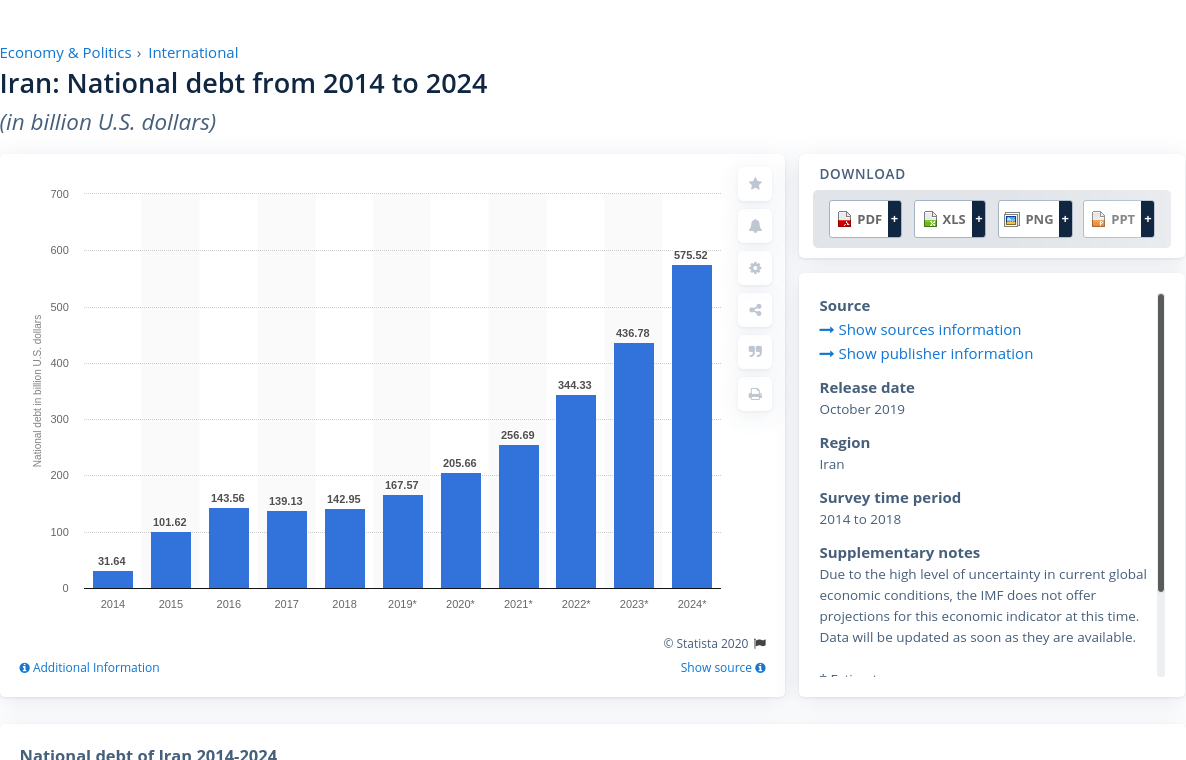 Economy & Politics › International
Iran: National debt from 2014 to 2024
(in billion U.S. dollars)
National debt in billion U.S. dollars
700
600
500
400
300
200
100
0
31.64
101.62
143.56
139.13
142.95
167.57
205.66
256.69
344.33
436.78
575.52
2014 2015 2016 2017 2018 2019* 2020* 2021* 2022* 2023* 2024*
© Statista 2020
Additional Information
Show source
DOWNLOAD
PDF + XLS + PNG + PPT +
Source
Show sources information
Show publisher information
Release date
October 2019
Region
Iran
Survey time period
2014 to 2018
Supplementary notes
Due to the high level of uncertainty in current global
economic conditions, the IMF does not offer
projections for this economic indicator at this time.
Data will be updated as soon as they are available.
National debt of Iran 2014-2024